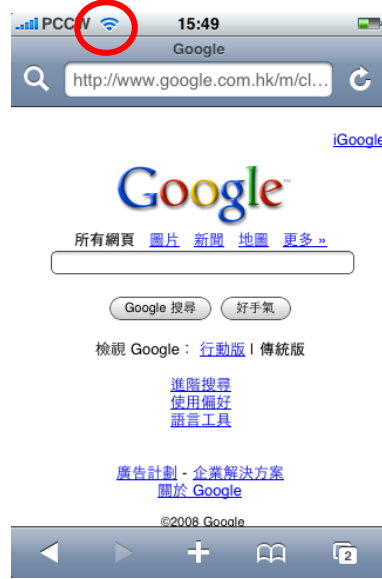 PCCW 15:49
Google
http://www.google.com.hk/m/cl...
iGoogle
Google™
所有網頁 圖片 新聞 地圖 更多 »
Google 搜尋 好手氣
檢視 Google： 行動版 | 傳統版
進階搜尋
使用偏好
語言工具
廣告計劃 - 企業解決方案
關於 Google
©2008 Google
2